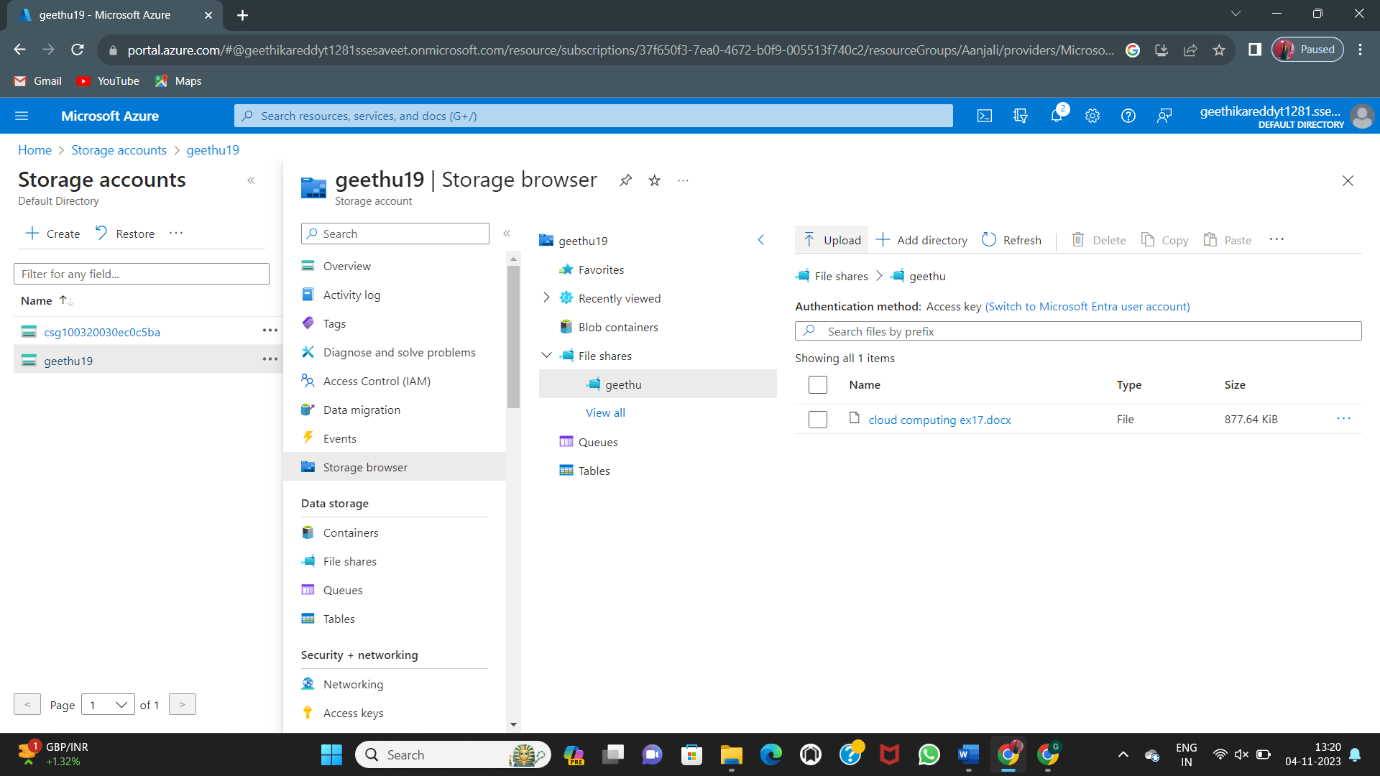 geethu19 - Microsoft Azure
portal.azure.com/#@geethikareddyt1281ssesaveet.onmicrosoft.com/resource/subscriptions/37f650f3-7ea0-4672-b0f9-005513f740c2/resourceGroups/Aanjali/providers/Microso...
Paused
Gmail
YouTube
Maps
Microsoft Azure
Search resources, services, and docs (G+/)
2
geethikareddyt1281.sse...
DEFAULT DIRECTORY
Home > Storage accounts > geethu19
Storage accounts
Default Directory
Create
Restore
Filter for any field...
Name
csg100320030ec0c5ba
geethu19
< Page 1 of 1 >
geethu19 | Storage browser
Storage account
Search
Overview
Activity log
Tags
Diagnose and solve problems
Access Control (IAM)
Data migration
Events
Storage browser
Data storage
Containers
File shares
Queues
Tables
Security + networking
Networking
Access keys
geethu19
Favorites
Recently viewed
Blob containers
File shares
geethu
View all
Queues
Tables
Upload
Add directory
Refresh
Delete
Copy
Paste
File shares > geethu
Authentication method: Access key (Switch to Microsoft Entra user account)
Search files by prefix
Showing all 1 items
Name Type Size
cloud computing ex17.docx File 877.64 KiB
1
GBP/INR
+1.32%
Search
PRE
G
ENG
IN
13:20
04-11-2023